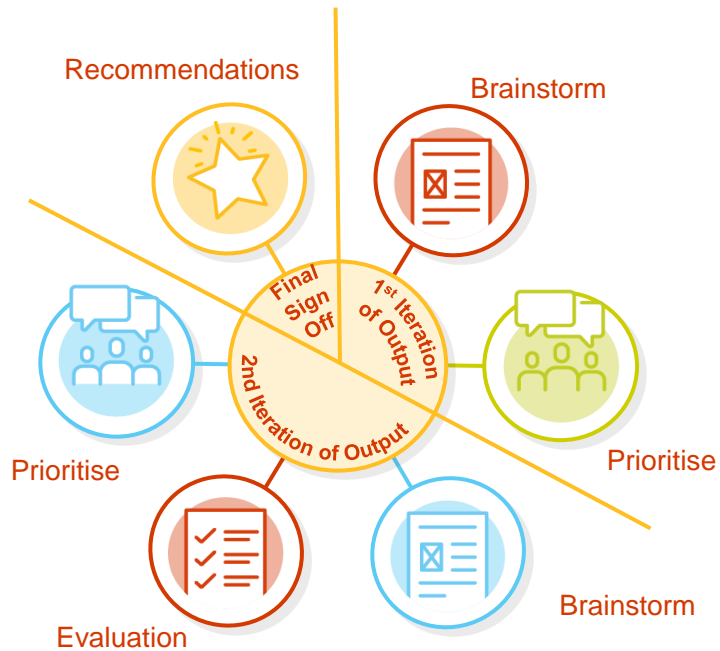 Recommendations
Brainstorm
Final
Sign
Off
1st Iteration
of Output
2nd Iteration of Output
Prioritise
Prioritise
Evaluation
Brainstorm